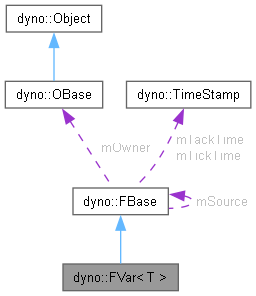 dyno::Object
dyno::OBase
dyno::TimeStamp
mOwner
mTackTime
mTickTime
dyno::FBase
mSource
dyno::FVar< T >